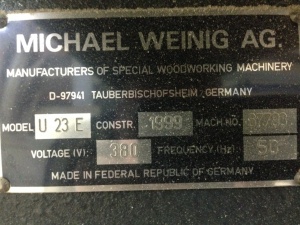 MICHAEL WEINIG AG.
MANUFACTURERS OF SPECIAL WOODWORKING MACHINERY
D-97941 TAUBERBISCHOFSHEIM, GERMANY
MODEL U 23 E CONSTR. 1999 MACH.NO.
VOLTAGE (V): 380 FREQUENCY (Hz): 50
MADE IN FEDERAL REPUBLIC OF GERMANY